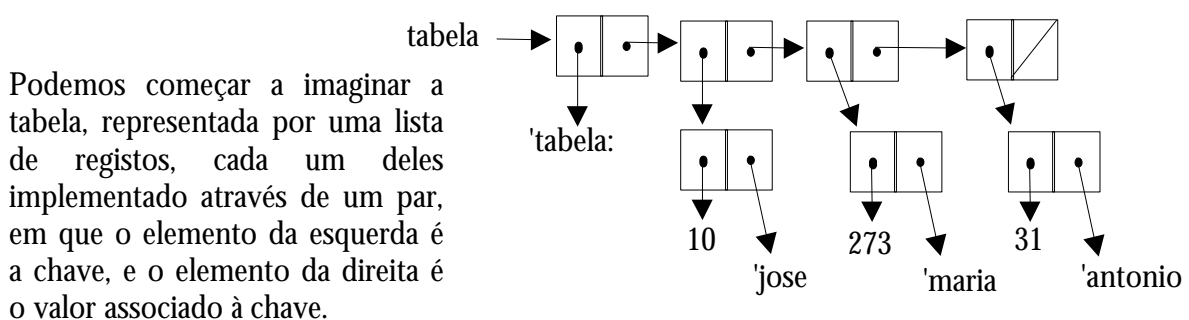 tabela
Podemos começar a imaginar a
tabela, representada por uma lista
de registos, cada um deles
implementado através de um par,
em que o elemento da esquerda é
a chave, e o elemento da direita é
o valor associado à chave.
'tabela:
10
273
31
'jose
'maria
'antonio